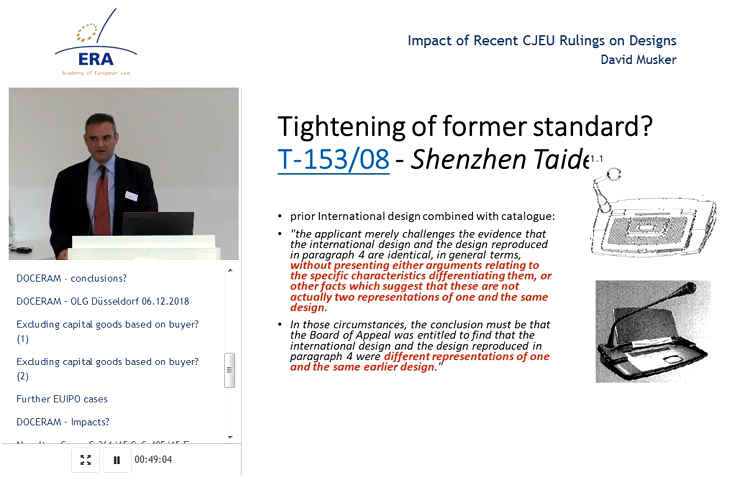 ERA
Academy of European Law
Impact of Recent CJEU Rulings on Designs
David Musker
Tightening of former standard?
T-153/08 - Shenzhen Taide
1.1
• prior International design combined with catalogue:
• "the applicant merely challenges the evidence that
the international design and the design reproduced
in paragraph 4 are identical, in general terms,
without presenting either arguments relating to
the specific characteristics differentiating them, or
other facts which suggest that these are not
actually two representations of one and the same
design.
• In those circumstances, the conclusion must be that
the Board of Appeal was entitled to find that the
international design and the design reproduced in
paragraph 4 were different representations of one
and the same earlier design."
DOCERAM - conclusions?
DOCERAM - OLG Düsseldorf 06.12.2018
Excluding capital goods based on buyer?
(1)
Excluding capital goods based on buyer?
(2)
Further EUIPO cases
DOCERAM - Impacts?
00:49:04